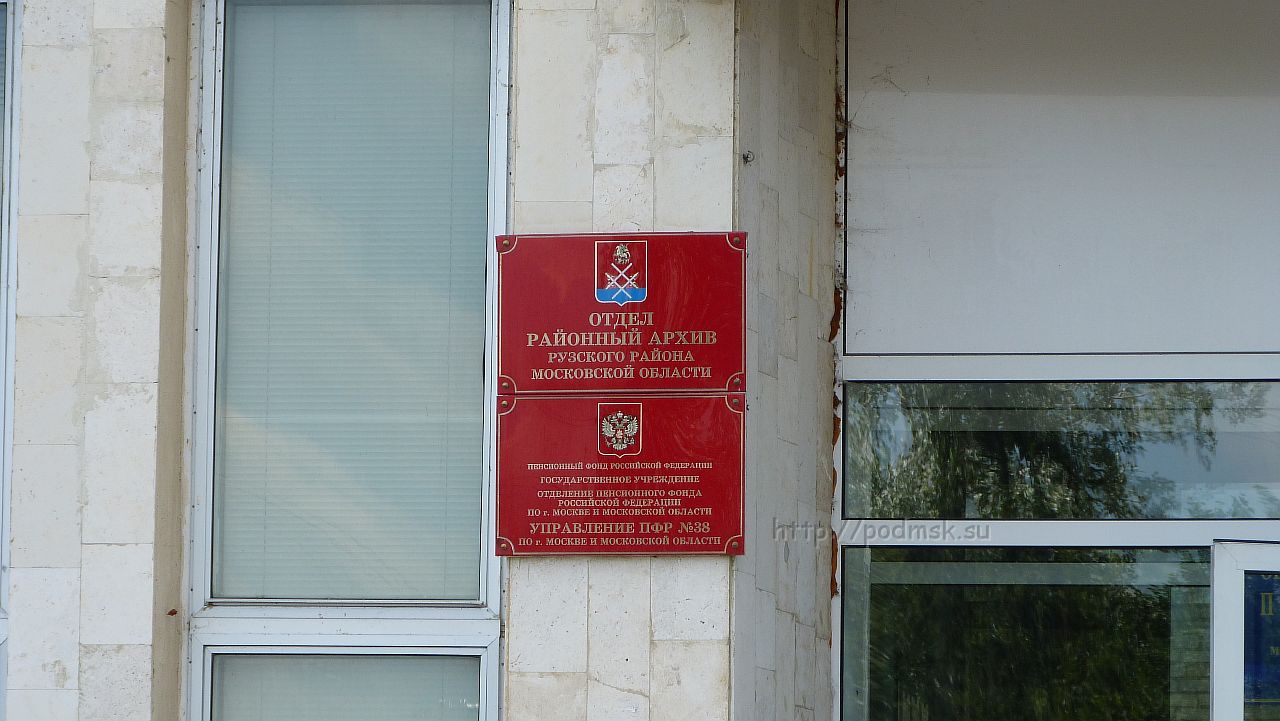 ОТДЕЛ
РАЙОННЫЙ АРХИВ
РУЗСКОГО РАЙОНА
МОСКОВСКОЙ ОБЛАСТИ
ПЕНСИОННЫЙ ФОНД РОССИЙСКОЙ ФЕДЕРАЦИИ
ГОСУДАРСТВЕННОЕ УЧРЕЖДЕНИЕ
ОТДЕЛЕНИЕ ПЕНСИОННОГО ФОНДА
РОССИЙСКОЙ ФЕДЕРАЦИИ
ПО г. МОСКВЕ И МОСКОВСКОЙ ОБЛАСТИ
УПРАВЛЕНИЕ ПФР №38
ПО г. МОСКВЕ И МОСКОВСКОЙ ОБЛАСТИ
http://podmsk.su